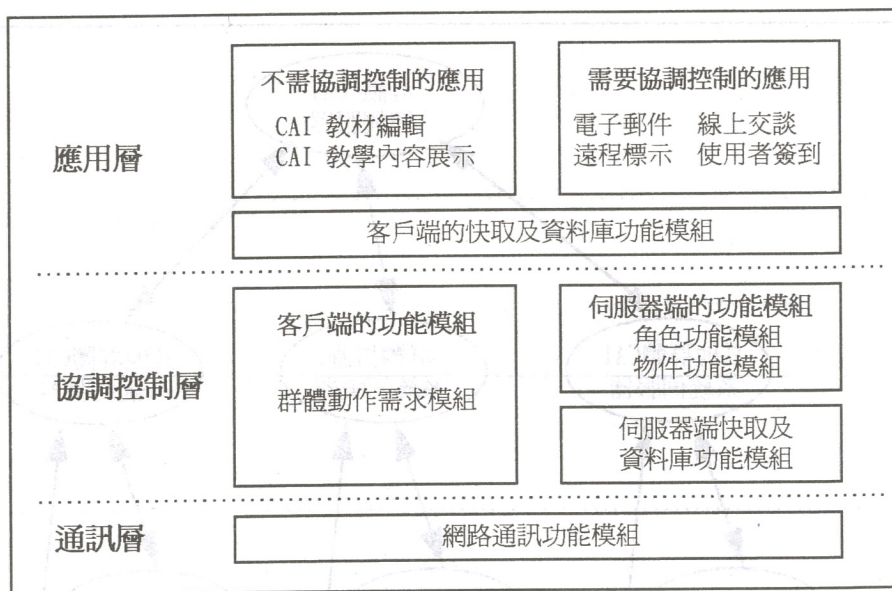 應用層
不需協調控制的應用
CAI 教材編輯
CAI 教學內容展示
需要協調控制的應用
電子郵件 線上交談
遠程標示 使用者簽到
客戶端的快取及資料庫功能模組
協調控制層
客戶端的功能模組
群體動作需求模組
伺服器端的功能模組
角色功能模組
物件功能模組
伺服器端快取及
資料庫功能模組
通訊層
網路通訊功能模組